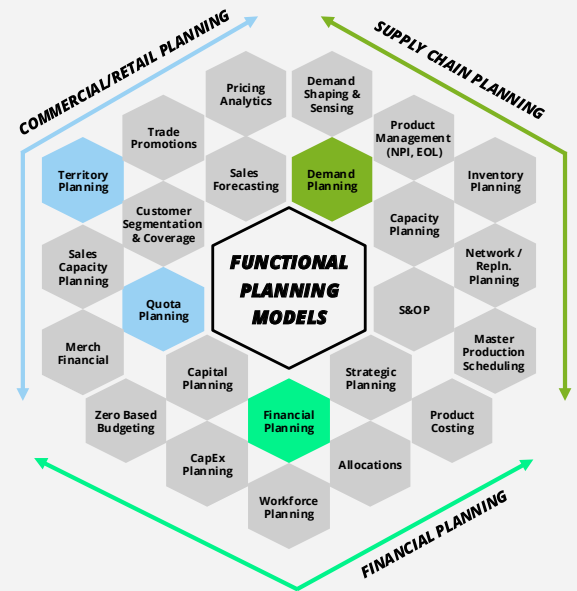 COMMERCIAL/RETAIL PLANNING
SUPPLY CHAIN PLANNING
Pricing
Analytics
Demand
Shaping &
Sensing
Trade
Promotions
Product
Management
(NPI, EOL)
Territory
Planning
Sales
Forecasting
Demand
Planning
Inventory
Planning
Customer
Segmentation
& Coverage
Capacity
Planning
Sales
Capacity
Planning
FUNCTIONAL
PLANNING
MODELS
Network /
Repln.
Planning
Quota
Planning
S&OP
Merch
Financial
Master
Production
Scheduling
Capital
Planning
Strategic
Planning
Zero Based
Budgeting
Financial
Planning
Product
Costing
CapEx
Planning
Allocations
Workforce
Planning
FINANCIAL PLANNING